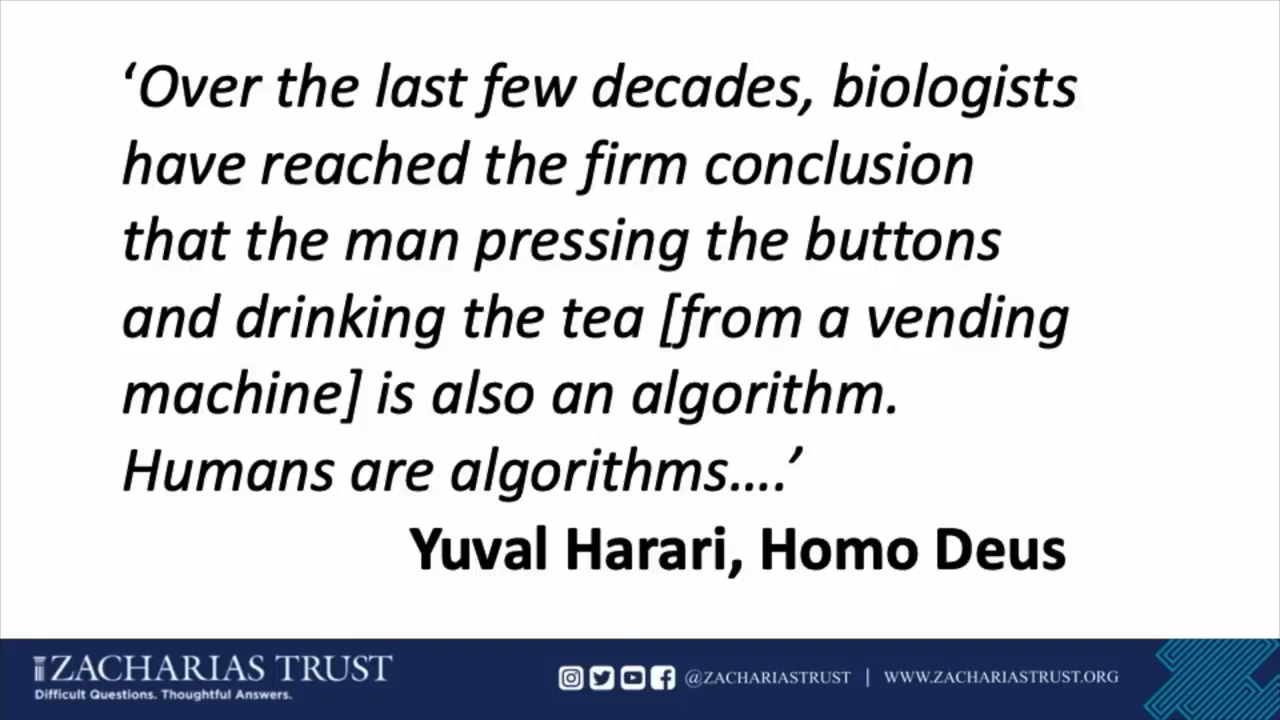 ‘Over the last few decades, biologists
have reached the firm conclusion
that the man pressing the buttons
and drinking the tea [from a vending
machine] is also an algorithm.
Humans are algorithms….’
Yuval Harari, Homo Deus
ZACHARIAS TRUST
Difficult Questions. Thoughtful Answers.
@ZACHARIASTRUST | WWW.ZACHARIASTRUST.ORG